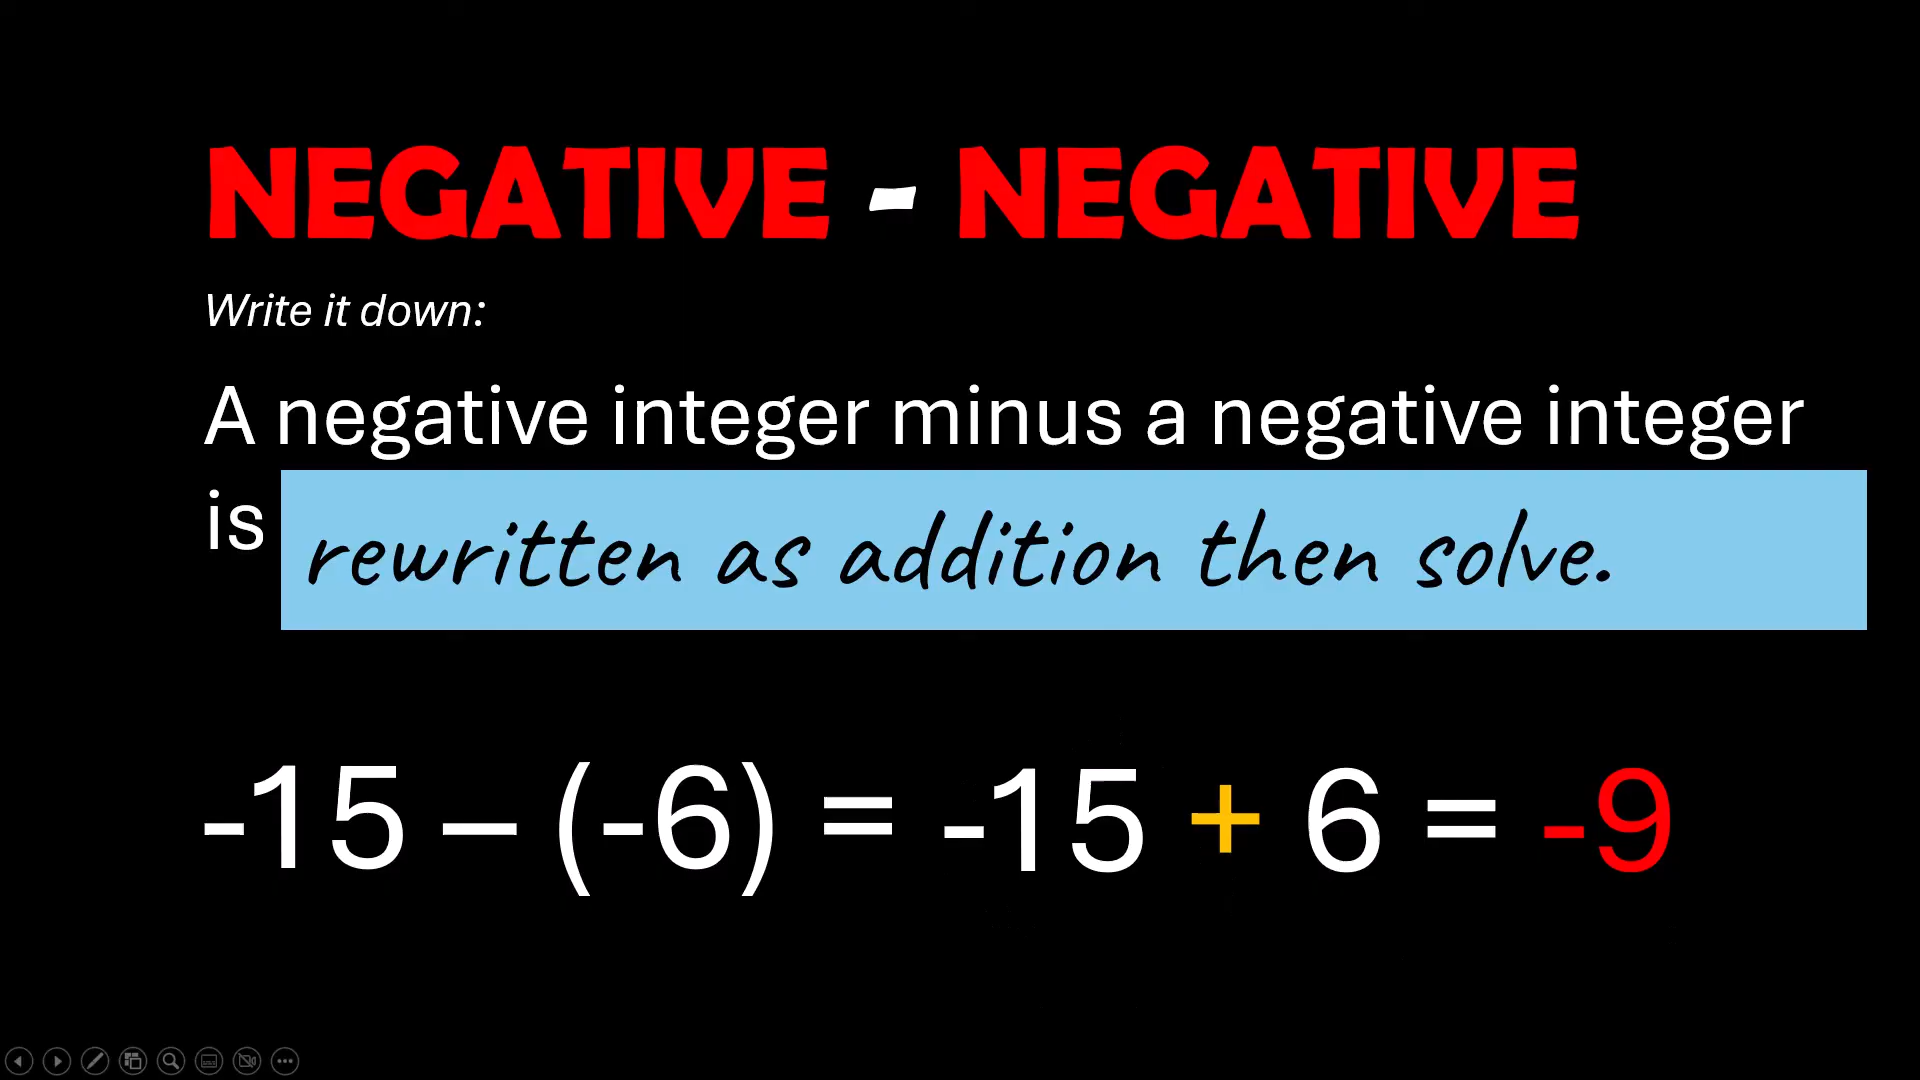 NEGATIVE - NEGATIVE
Write it down:
A negative integer minus a negative integer
is rewritten as addition then solve.
-15 – (-6) = -15 + 6 = -9